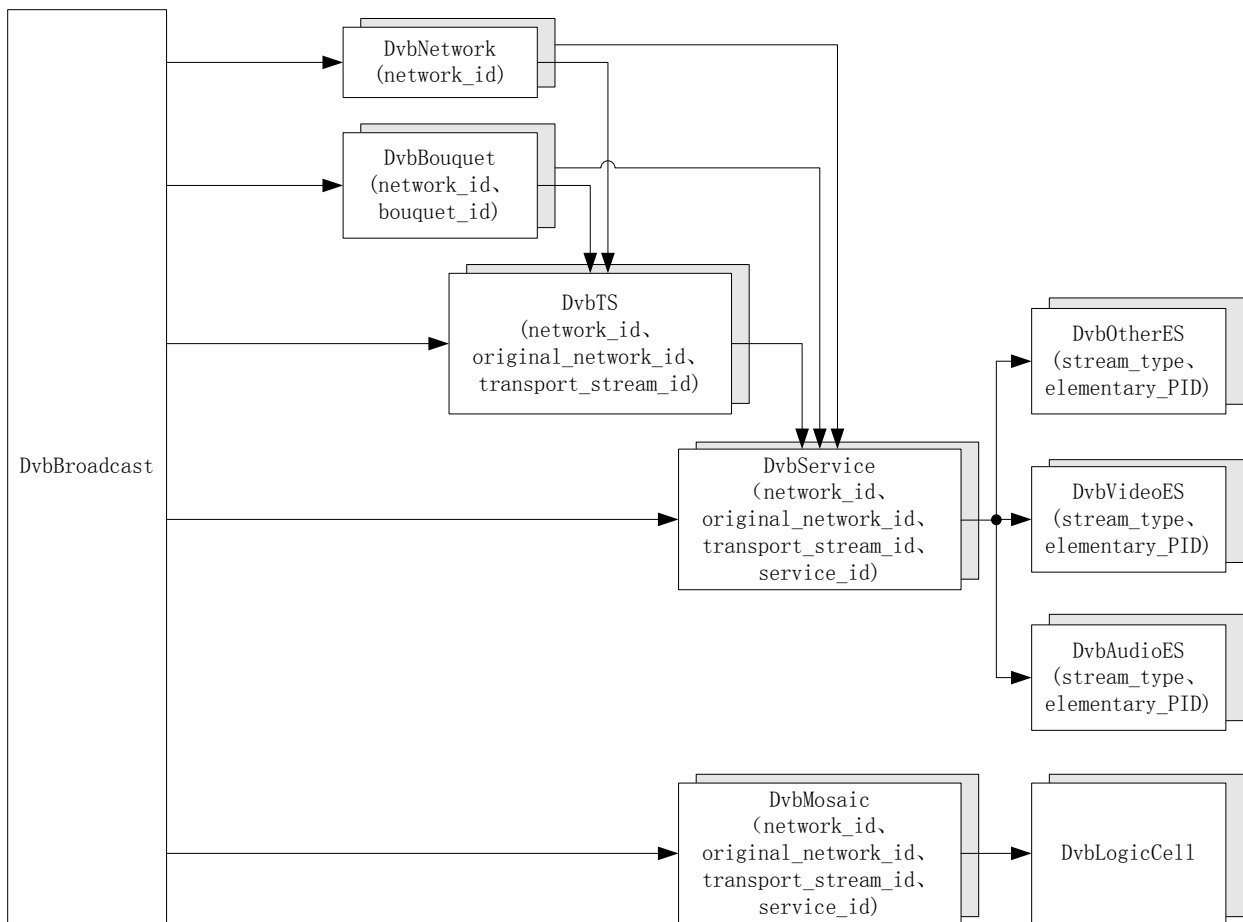 DvbBroadcast
DvbNetwork
(network_id)
DvbBouquet
(network_id、
bouquet_id)
DvbTS
(network_id、
original_network_id、
transport_stream_id)
DvbService
（network_id、
original_network_id、
transport_stream_id、
service_id)
DvbOtherES
(stream_type、
elementary_PID)
DvbVideoES
(stream_type、
elementary_PID)
DvbAudioES
(stream_type、
elementary_PID)
DvbMosaic
（network_id、
original_network_id、
transport_stream_id、
service_id)
DvbLogicCell